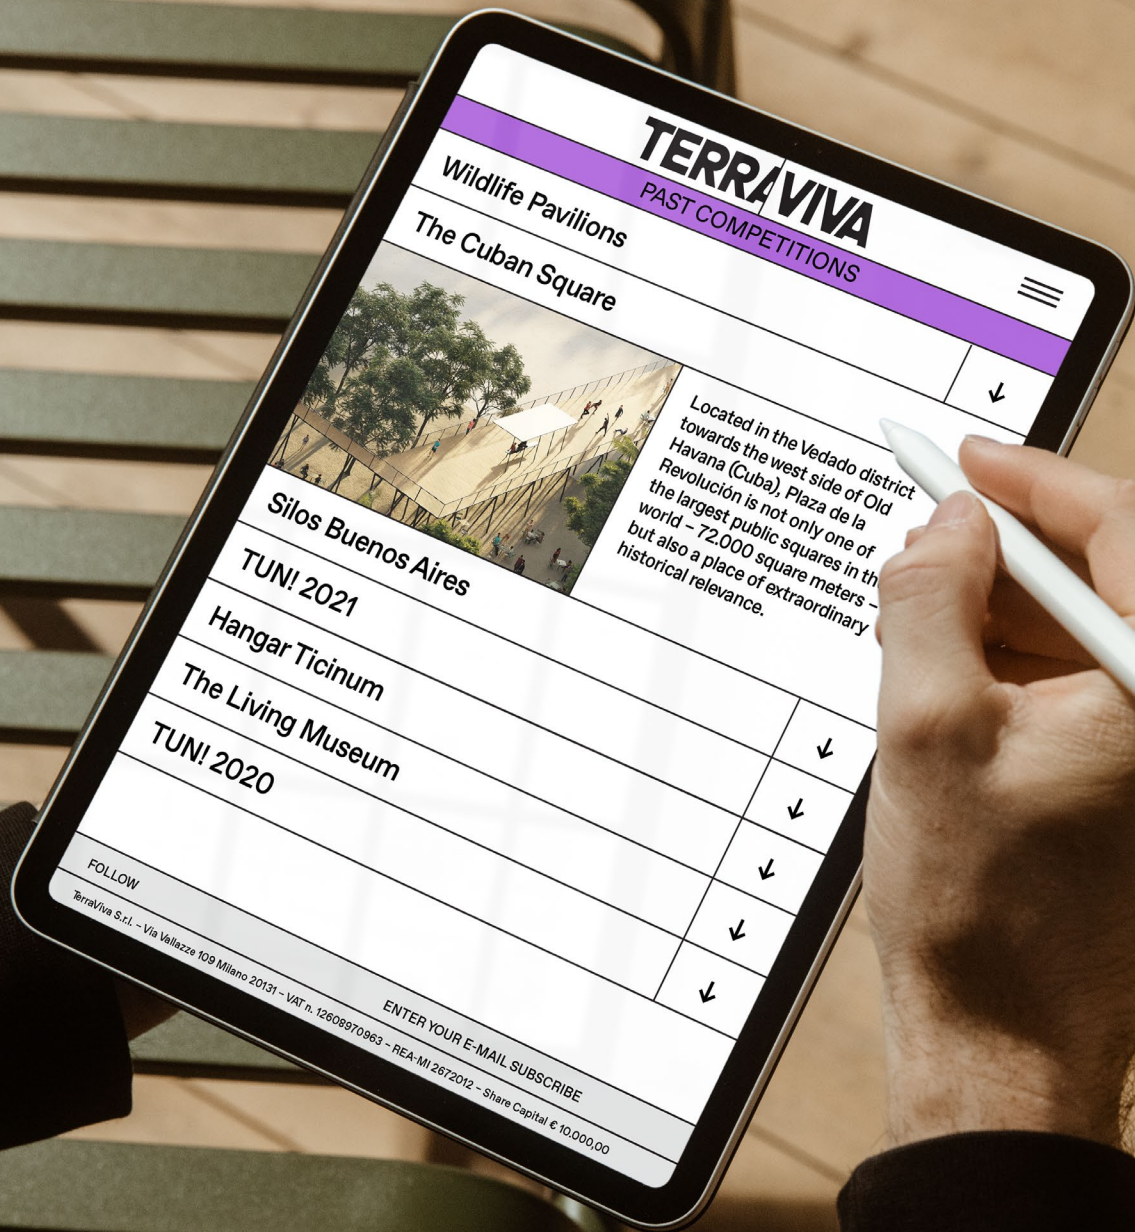 TERRAVIVA
PAST COMPETITIONS
Wildlife Pavilions
The Cuban Square
Located in the Vedado district
towards the west side of Old
Havana (Cuba), Plaza de la
Revolución is not only one of
the largest public squares in th
world – 72.000 square meters –
but also a place of extraordinary
historical relevance.
Silos Buenos Aires
TUN! 2021
Hangar Ticinum
The Living Museum
TUN! 2020
FOLLOW
ENTER YOUR E-MAIL SUBSCRIBE
TerraViva S.r.l. – Via Vallazze 109 Milano 20131 – VAT n. 12608970963 – REA-MI 2672012 – Share Capital € 10.000,00